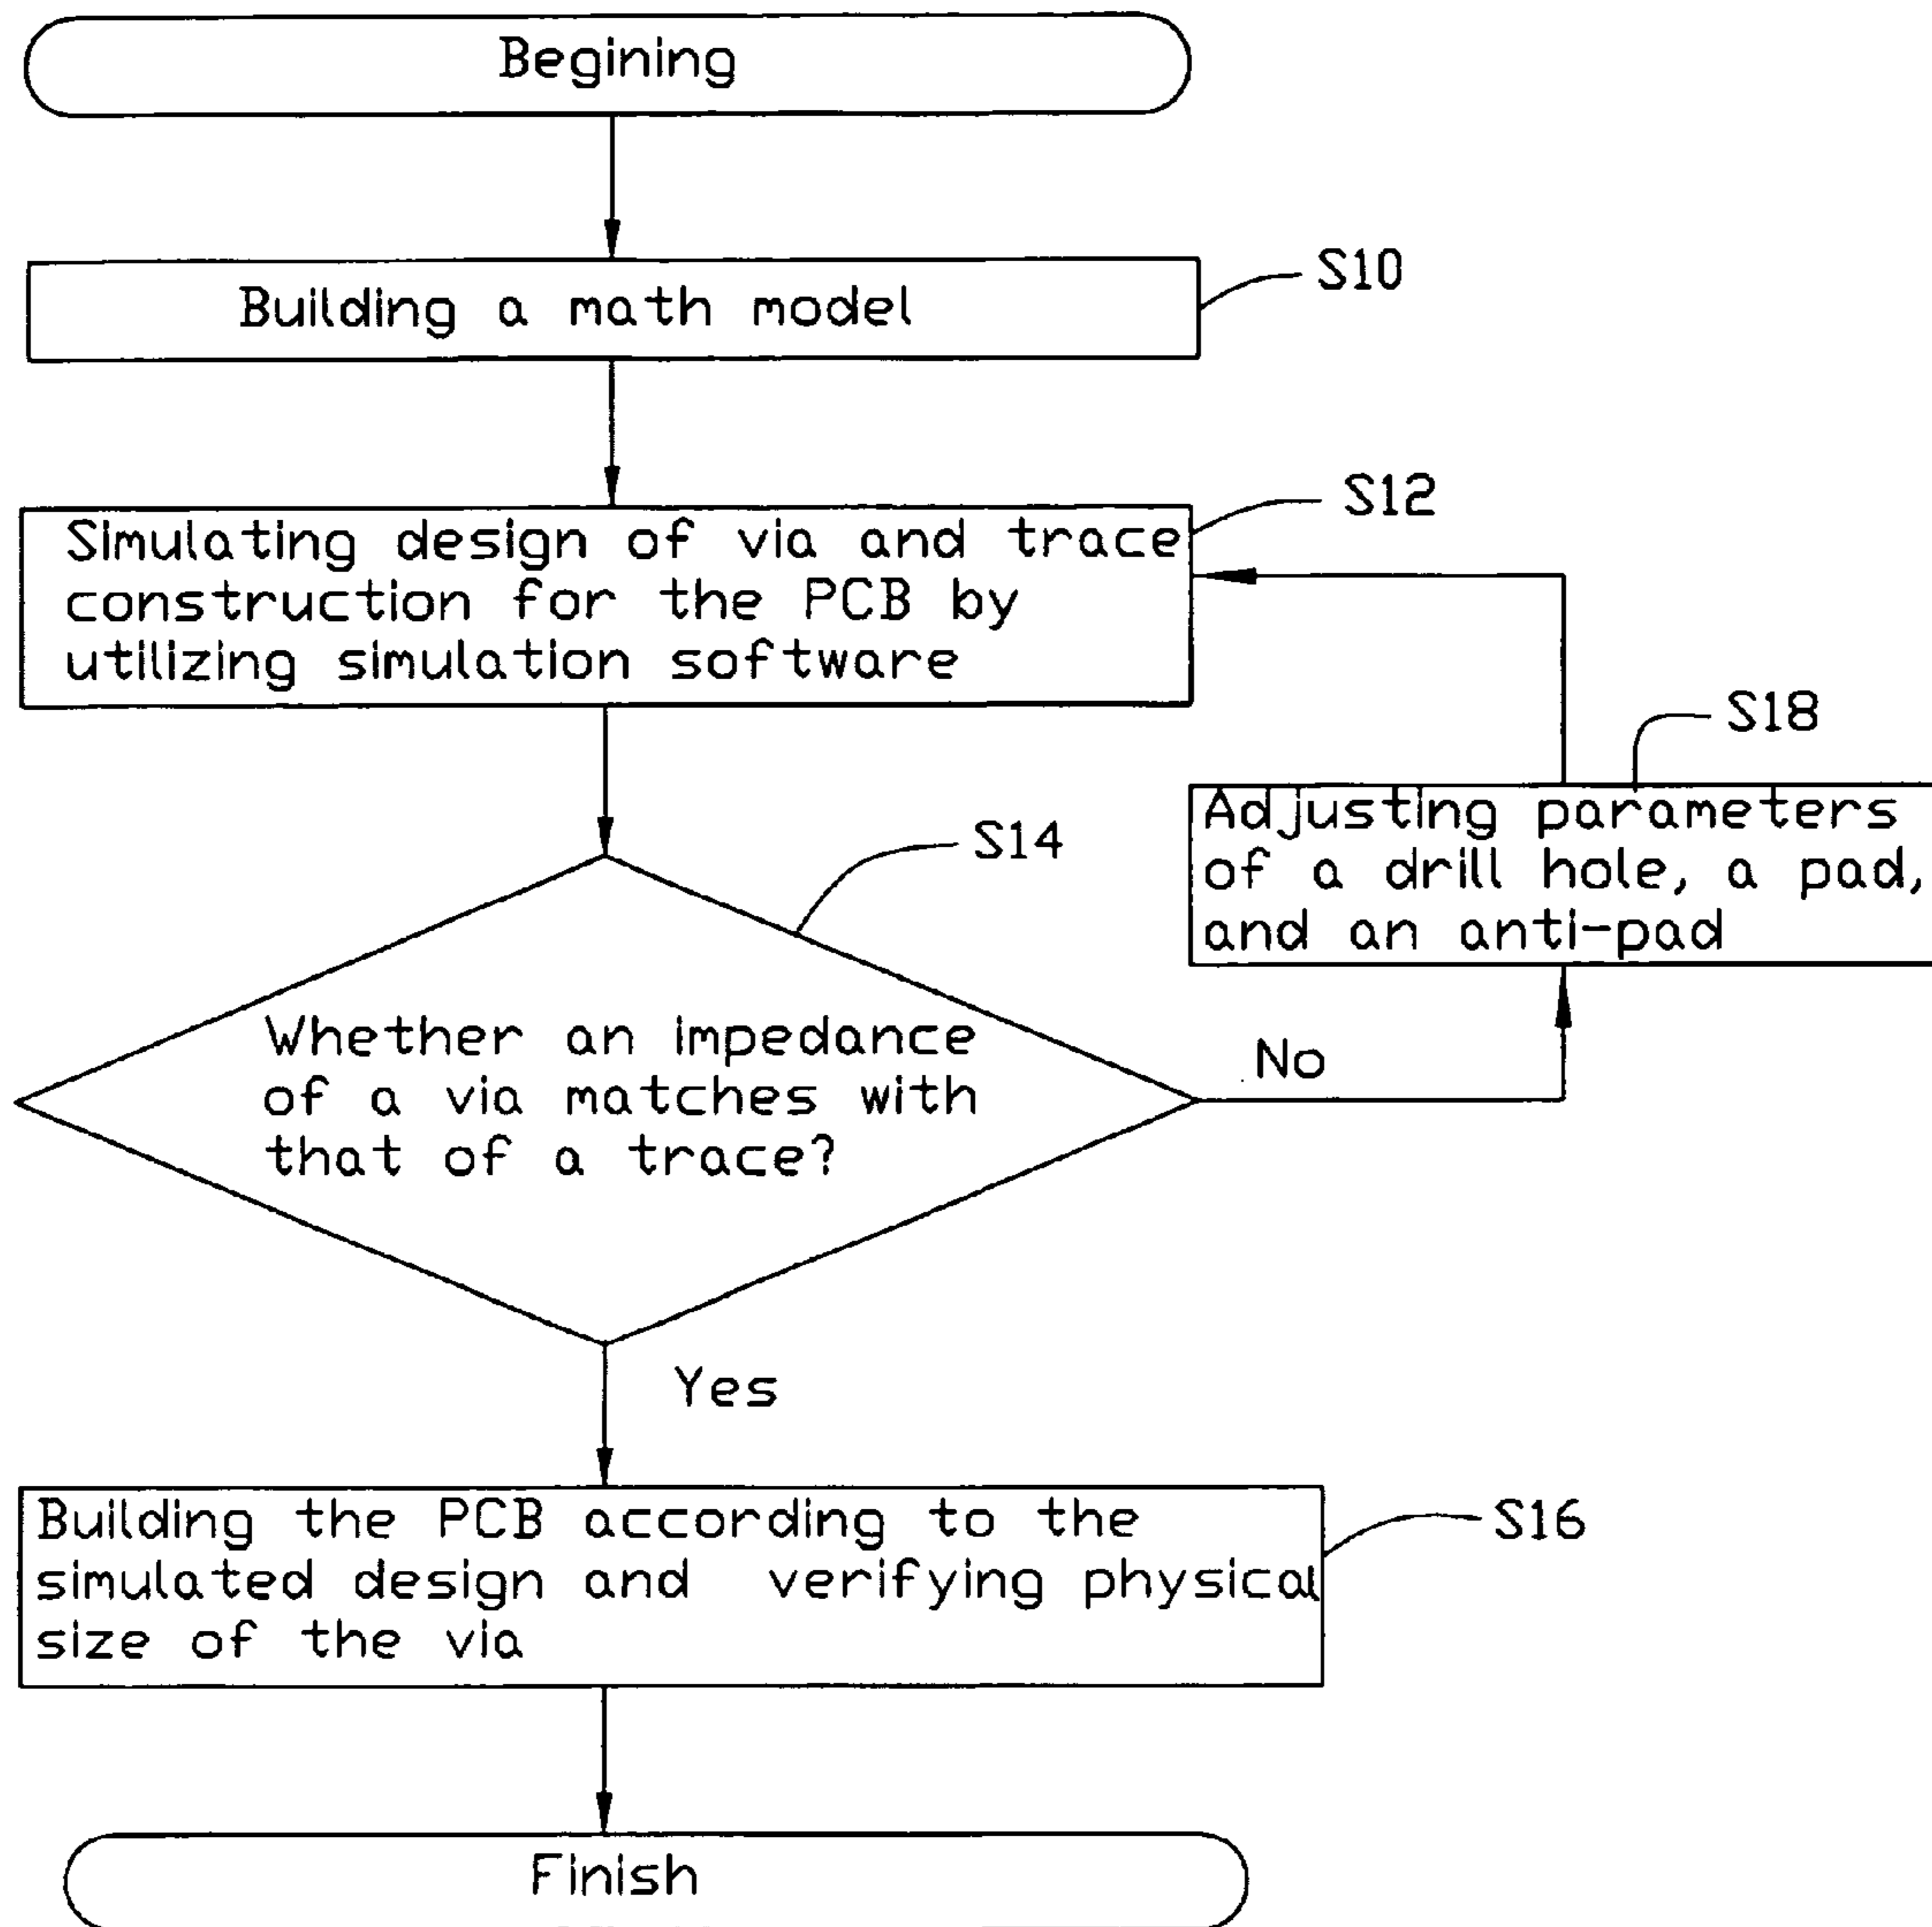 Begining
Building a math model
S10
Simulating design of via and trace
construction for the PCB by
utilizing simulation software
S12
S18
Adjusting parameters
of a drill hole, a pad,
and an anti-pad
S14
Whether an impedance
of a via matches with
that of a trace?
No
Yes
Building the PCB according to the
simulated design and verifying physical
size of the via
S16
Finish